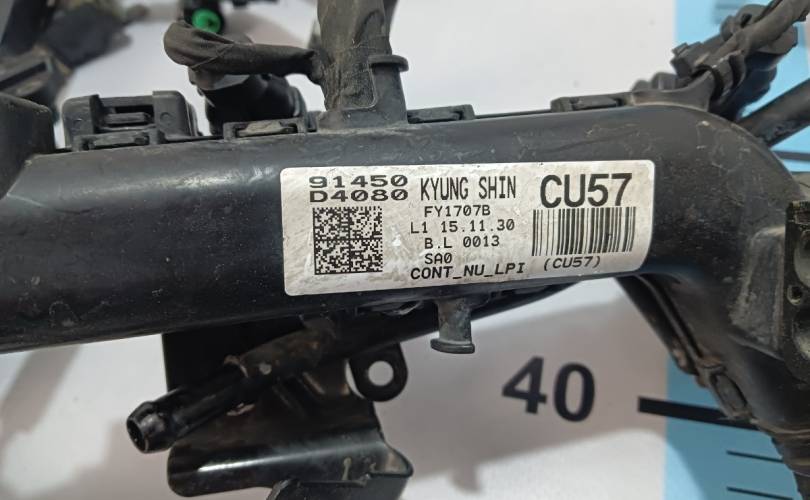 91450
D4080
KYUNG SHIN
CU57
FY1707B
L1 15.11.30
B.L 0013
SA0
CONT_NU_LPI
(CU57)
40